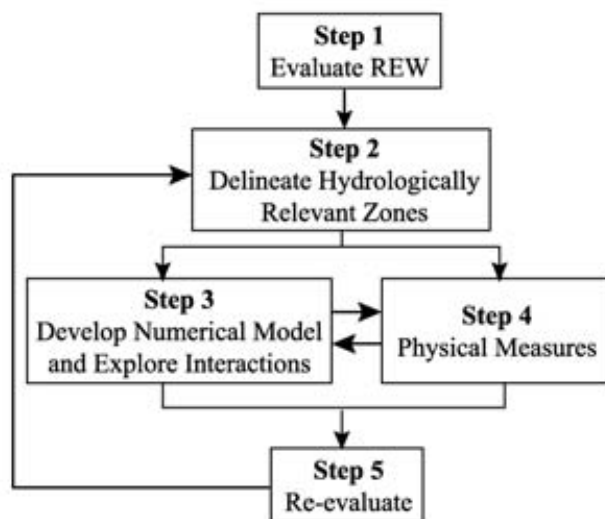 Step 1
Evaluate REW
Step 2
Delineate Hydrologically
Relevant Zones
Step 3
Develop Numerical Model
and Explore Interactions
Step 4
Physical Measures
Step 5
Re-evaluate